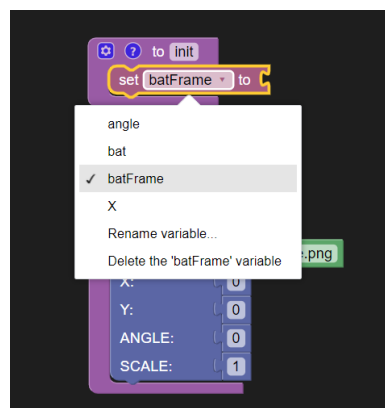 ? to init
set batFrame to
angle
bat
✓ batFrame
X
Rename variable...
Delete the 'batFrame' variable
.png
X: 0
Y: 0
ANGLE: 0
SCALE: 1